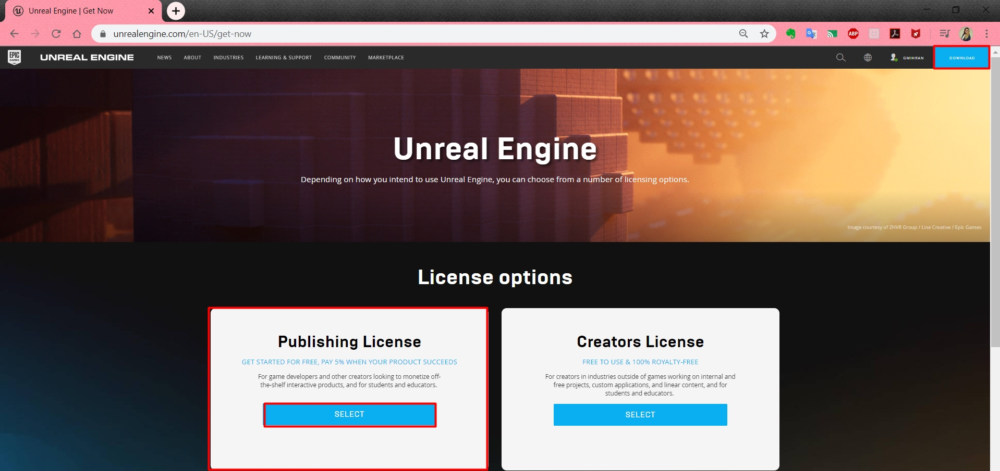 Unreal Engine | Get Now
unrealengine.com/en-US/get-now
ABP
EPIC
GAMES
UNREAL ENGINE
NEWS
ABOUT
INDUSTRIES
LEARNING & SUPPORT
COMMUNITY
MARKETPLACE
GMIHRAN
DOWNLOAD
Unreal Engine
Depending on how you intend to use Unreal Engine, you can choose from a number of licensing options.
Image courtesy of ZHVR Group / Line Creative / Epic Games
License options
Publishing License
GET STARTED FOR FREE, PAY 5% WHEN YOUR PRODUCT SUCCEEDS
For game developers and other creators looking to monetize off-
the-shelf interactive products, and for students and educators.
SELECT
Creators License
FREE TO USE & 100% ROYALTY-FREE
For creators in industries outside of games working on internal and
free projects, custom applications, and linear content, and for
students and educators.
SELECT